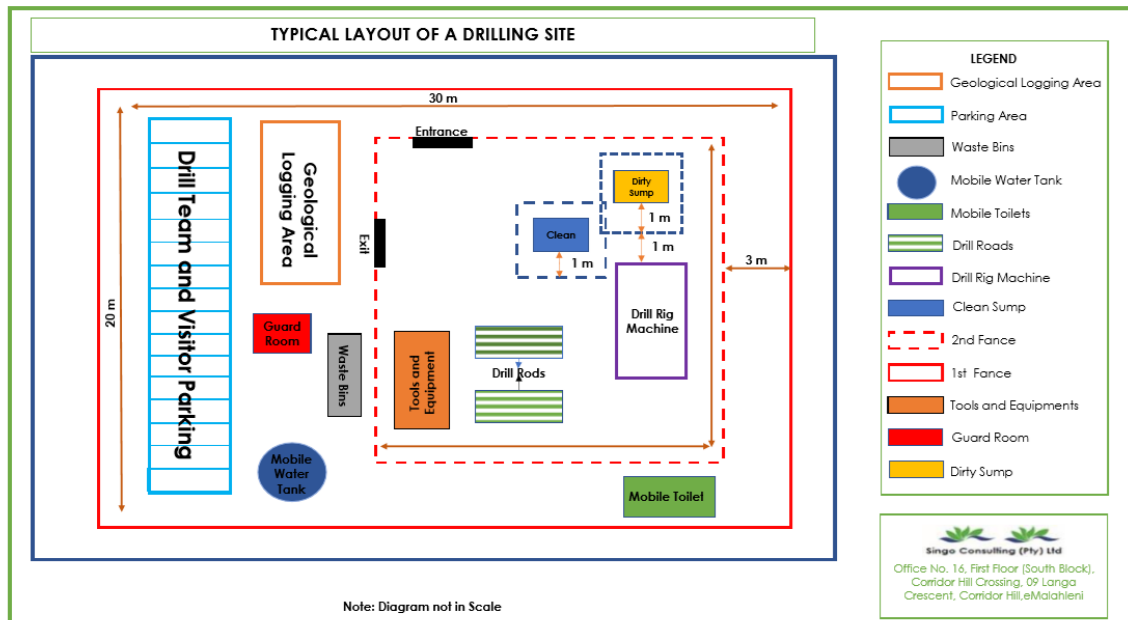 TYPICAL LAYOUT OF A DRILLING SITE
30 m
20 m
Drill Team and Visitor Parking
Geological
Logging Area
Entrance
Exit
Dirty
Sump
1 m
Clean
1 m
1 m
3 m
Drill Rig
Machine
Guard
Room
Waste Bins
Tools and
Equipment
Drill Rods
Mobile
Water
Tank
Mobile Toilet
Note: Diagram not in Scale
LEGEND
Geological Logging Area
Parking Area
Waste Bins
Mobile Water Tank
Mobile Toilets
Drill Roads
Drill Rig Machine
Clean Sump
2nd Fance
1st Fance
Tools and Equipments
Guard Room
Dirty Sump
Singo Consulting (Pty) Ltd
Office No. 16, First Floor (South Block),
Corridor Hill Crossing, 09 Langa
Crescent, Corridor Hill,eMalahleni